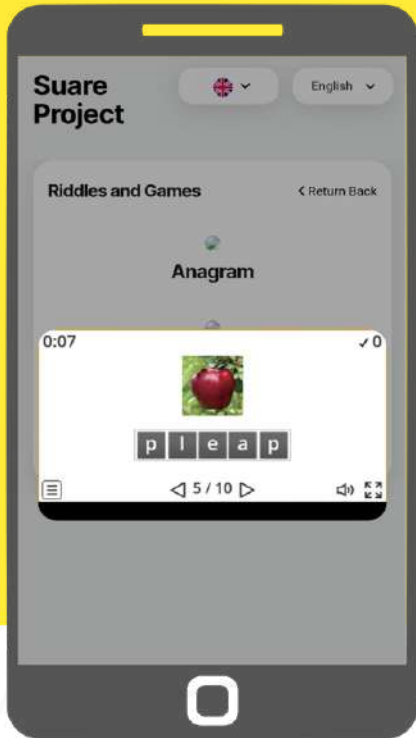 Suare
Project
English
Riddles and Games
Return Back
Anagram
0:07
✓ 0
p l e a p
5 / 10